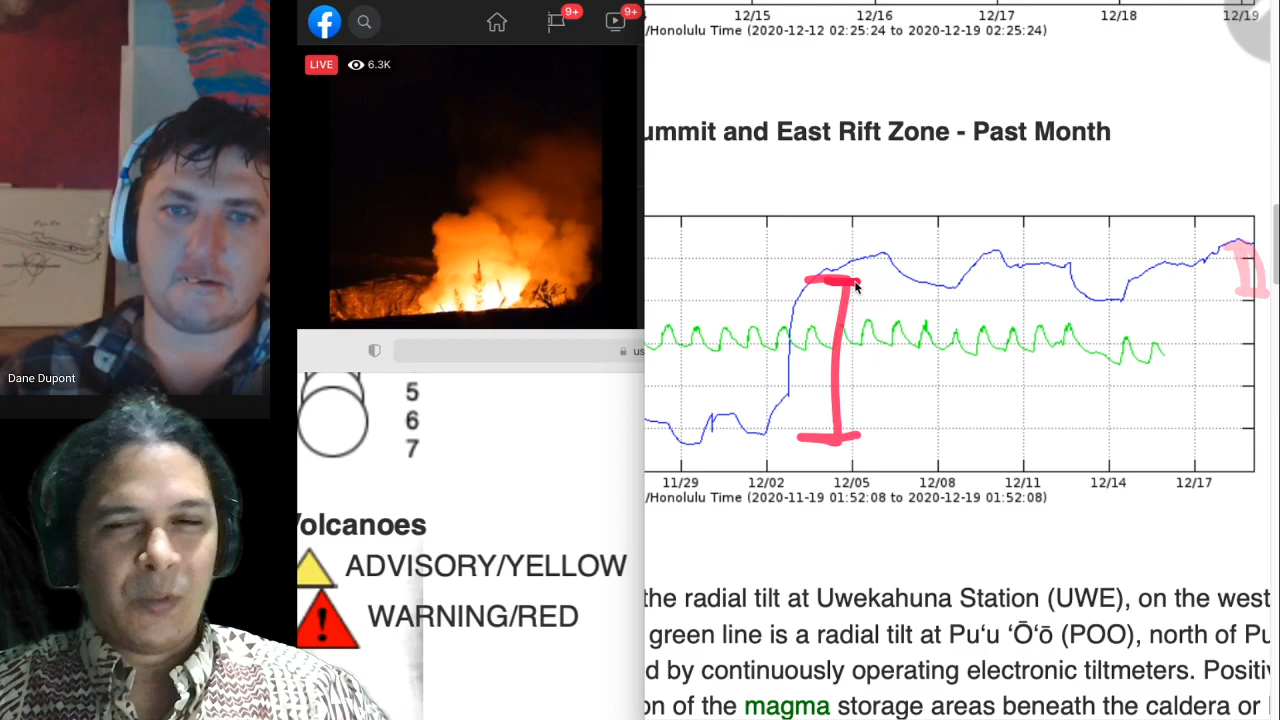 Dane Dupont
9+
9+
LIVE
6.3K
us
5
6
7
Volcanoes
ADVISORY/YELLOW
WARNING/RED
12/15
12/16
12/17
12/18
12/19
/Honolulu Time (2020-12-12 02:25:24 to 2020-12-19 02:25:24)
ummit and East Rift Zone - Past Month
11/29
12/02
12/05
12/08
12/11
12/14
12/17
/Honolulu Time (2020-11-19 01:52:08 to 2020-12-19 01:52:08)
the radial tilt at Uwekahuna Station (UWE), on the west
green line is a radial tilt at Puʻu ʻŌʻō (POO), north of Pu
d by continuously operating electronic tiltmeters. Positiv
on of the magma storage areas beneath the caldera or